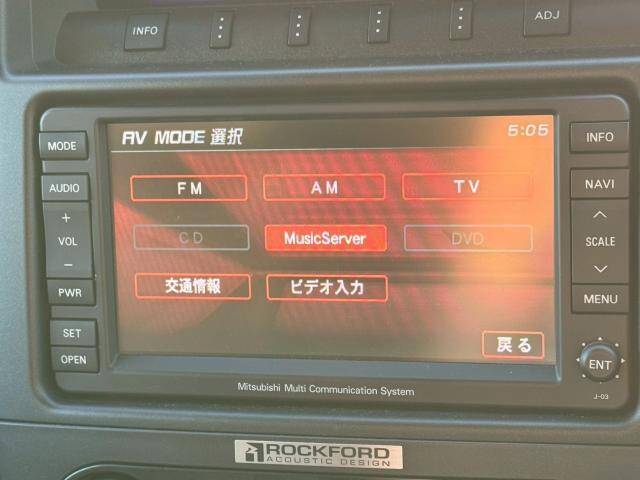 INFO
ADJ
AV MODE 選択 5:05
MODE
INFO
AUDIO
NAVI
FM AM TV
+
VOL
−
SCALE
CD MusicServer DVD
交通情報 ビデオ入力
PWR
MENU
SET
OPEN
戻る
ENT
J-03
Mitsubishi Multi Communication System
ROCKFORD
ACOUSTIC DESIGN